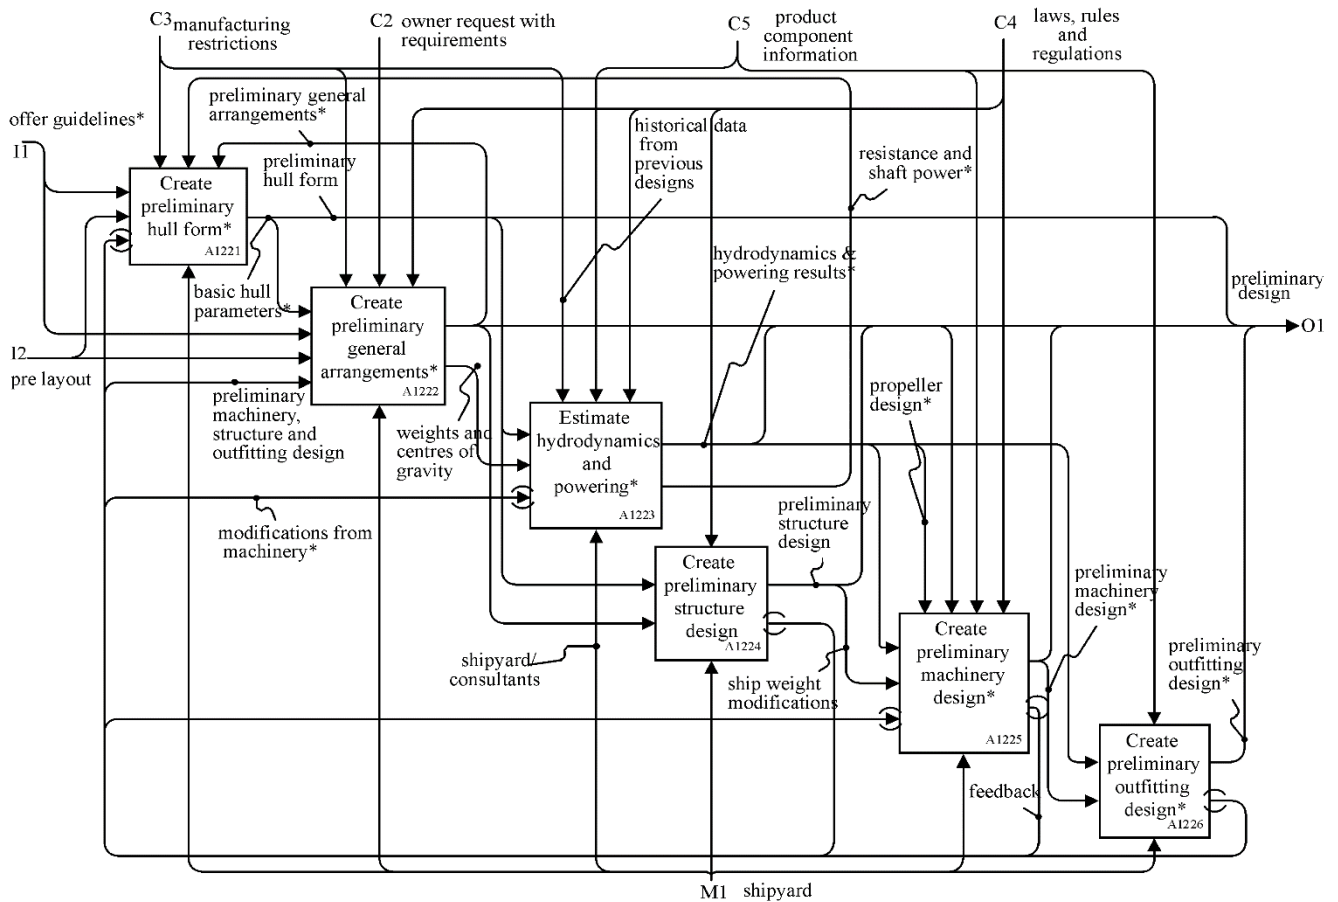 C3 manufacturing
restrictions
C2 owner request with
requirements
C5 product
component
information
C4 laws, rules
and
regulations
offer guidelines*
I1
preliminary general
arrangements*
preliminary
hull form
historical data
from
previous
designs
resistance and
shaft power*
Create
preliminary
hull form*
A1221
basic hull
parameters*
hydrodynamics &
powering results*
preliminary
design
O1
I2
pre layout
Create
preliminary
general
arrangements*
A1222
preliminary
machinery,
structure and
outfitting design
weights and
centres of
gravity
propeller
design*
Estimate
hydrodynamics
and
powering*
A1223
modifications from
machinery*
preliminary
structure
design
Create
preliminary
structure
design
A1224
preliminary
machinery
design*
shipyard/
consultants
ship weight
modifications
Create
preliminary
machinery
design*
A1225
preliminary
outfitting
design*
Create
preliminary
outfitting
design*
A1226
feedback
M1 shipyard